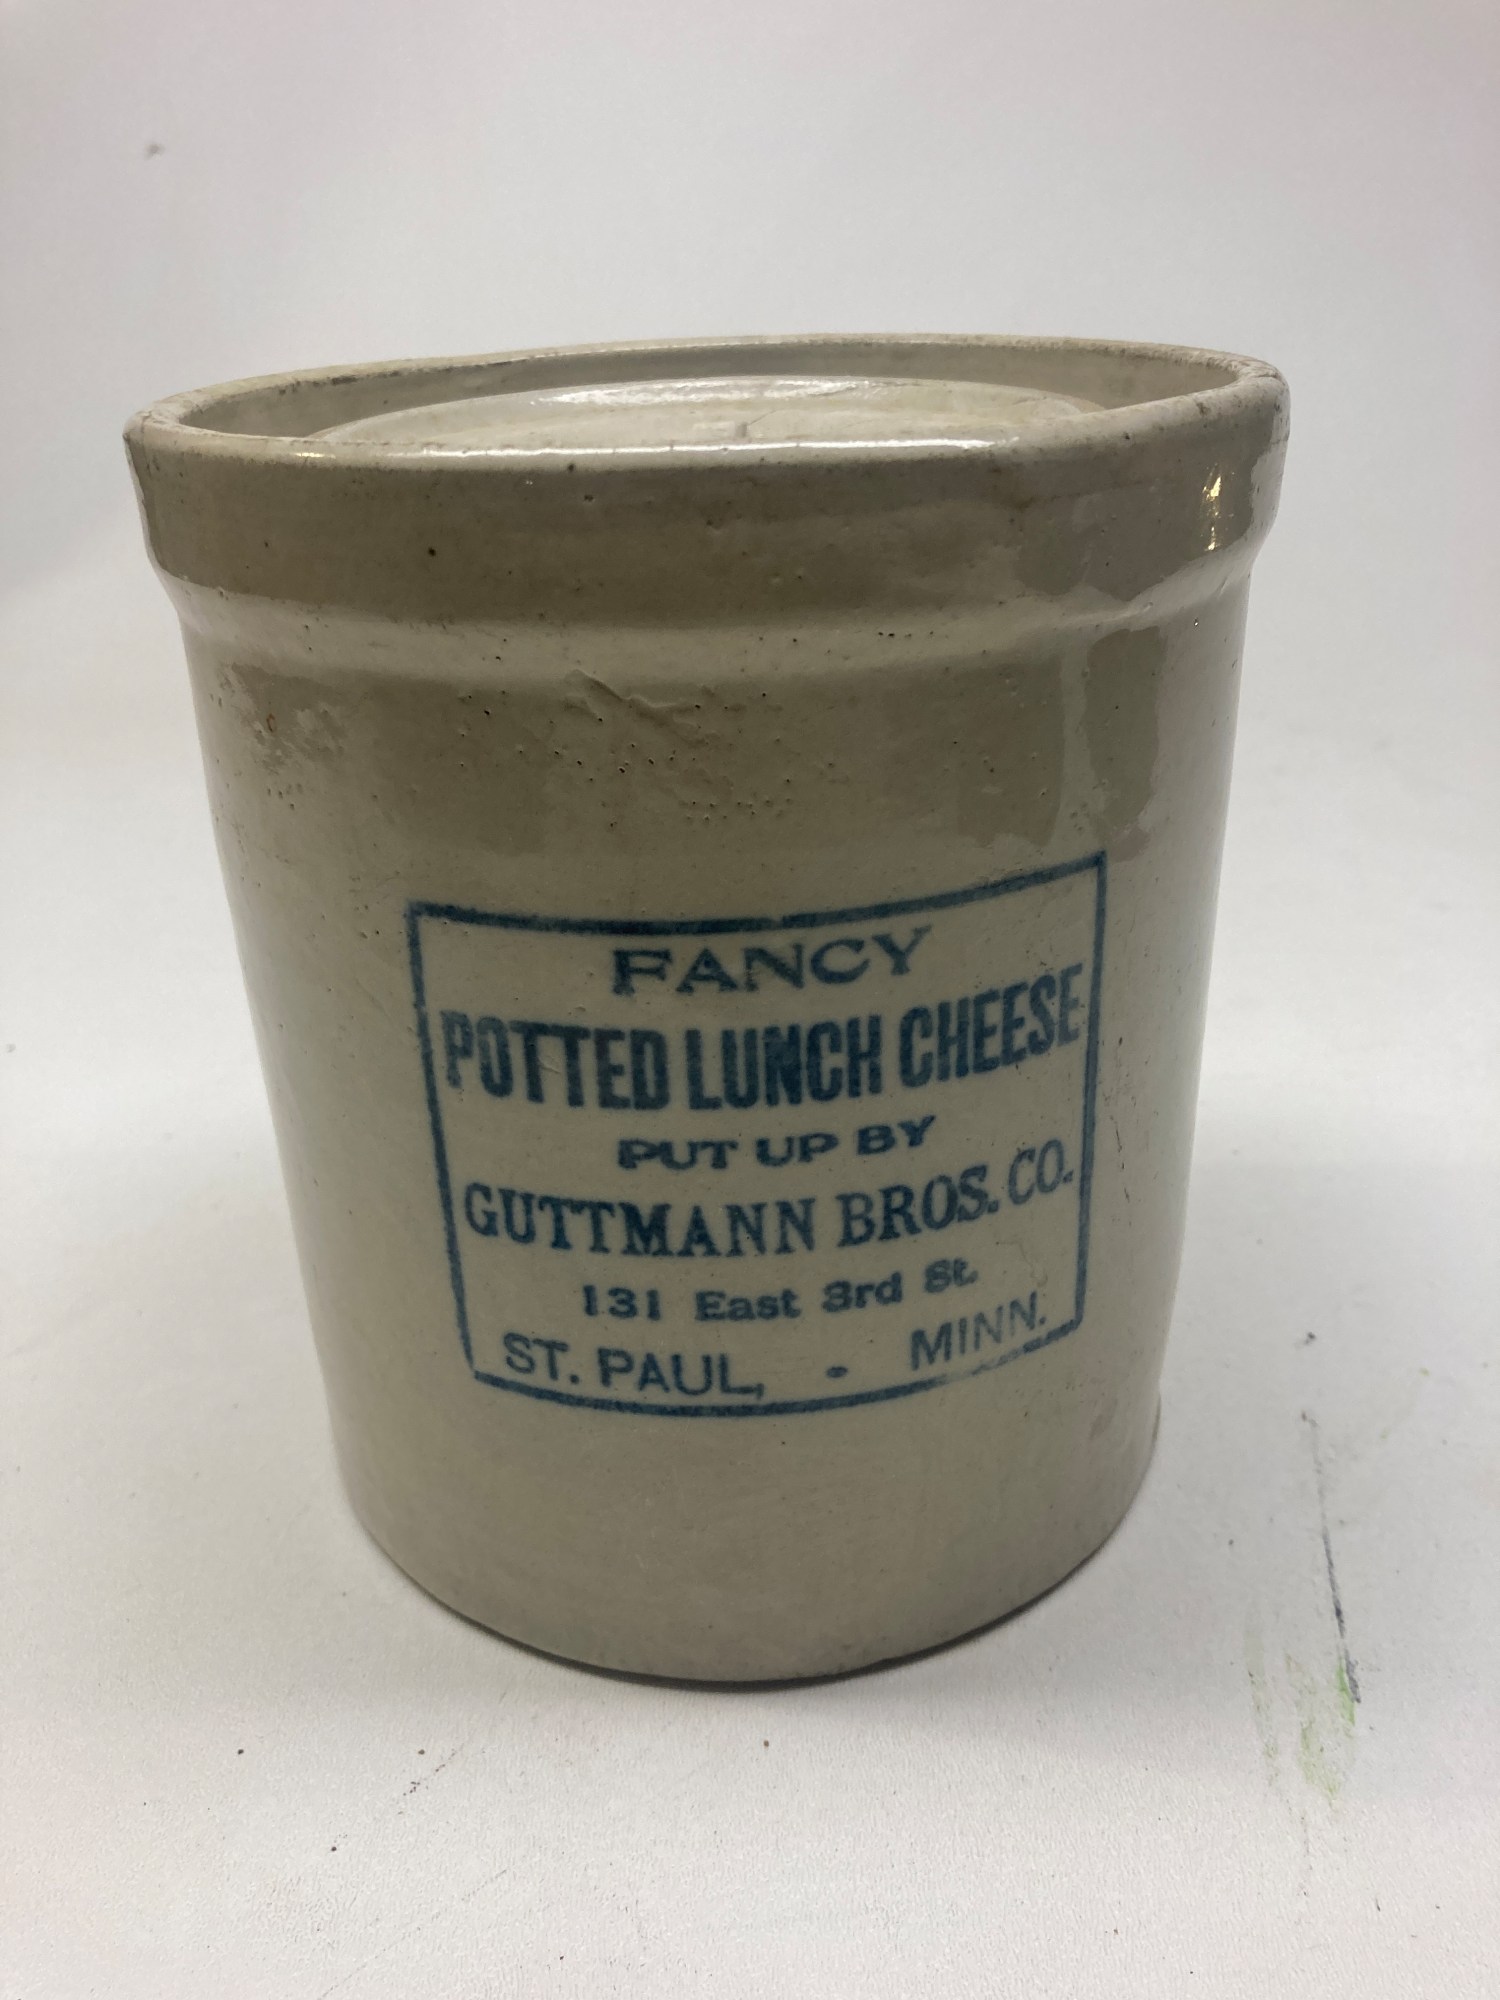 FANCY
POTTED LUNCH CHEESE
PUT UP BY
GUTTMANN BROS. CO.
131 East 3rd St.
ST. PAUL, - MINN.